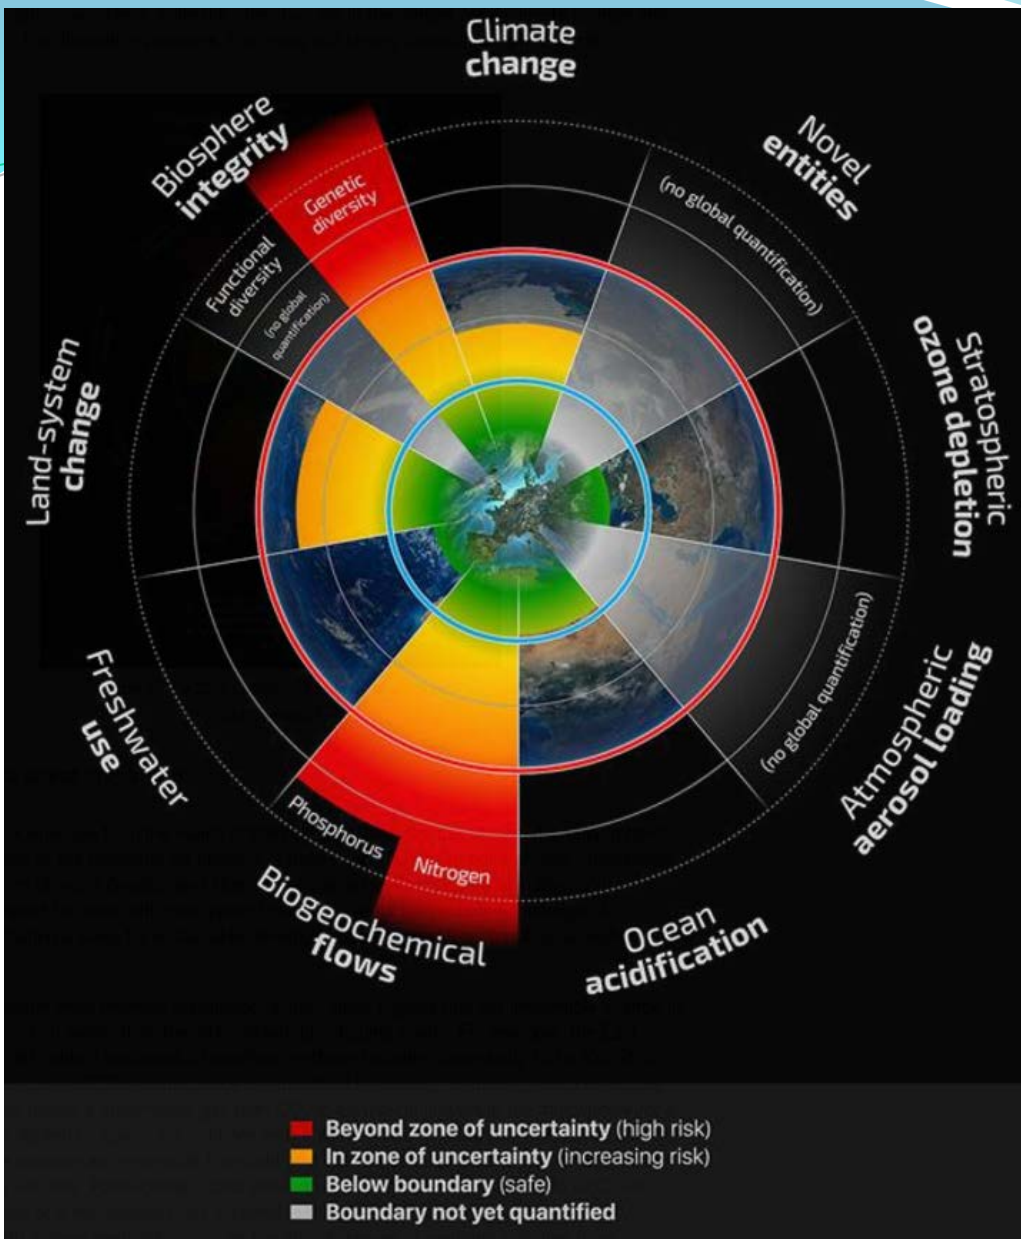 Climate
change
Novel
entities
(no global quantification)
Stratospheric
ozone depletion
Atmospheric
aerosol loading
(no global quantification)
Ocean
acidification
Biogeochemical
flows
Phosphorus
Nitrogen
Freshwater
use
Land-system
change
Biosphere
integrity
Functional
diversity
(no global
quantification)
Genetic
diversity
Beyond zone of uncertainty (high risk)
In zone of uncertainty (increasing risk)
Below boundary (safe)
Boundary not yet quantified